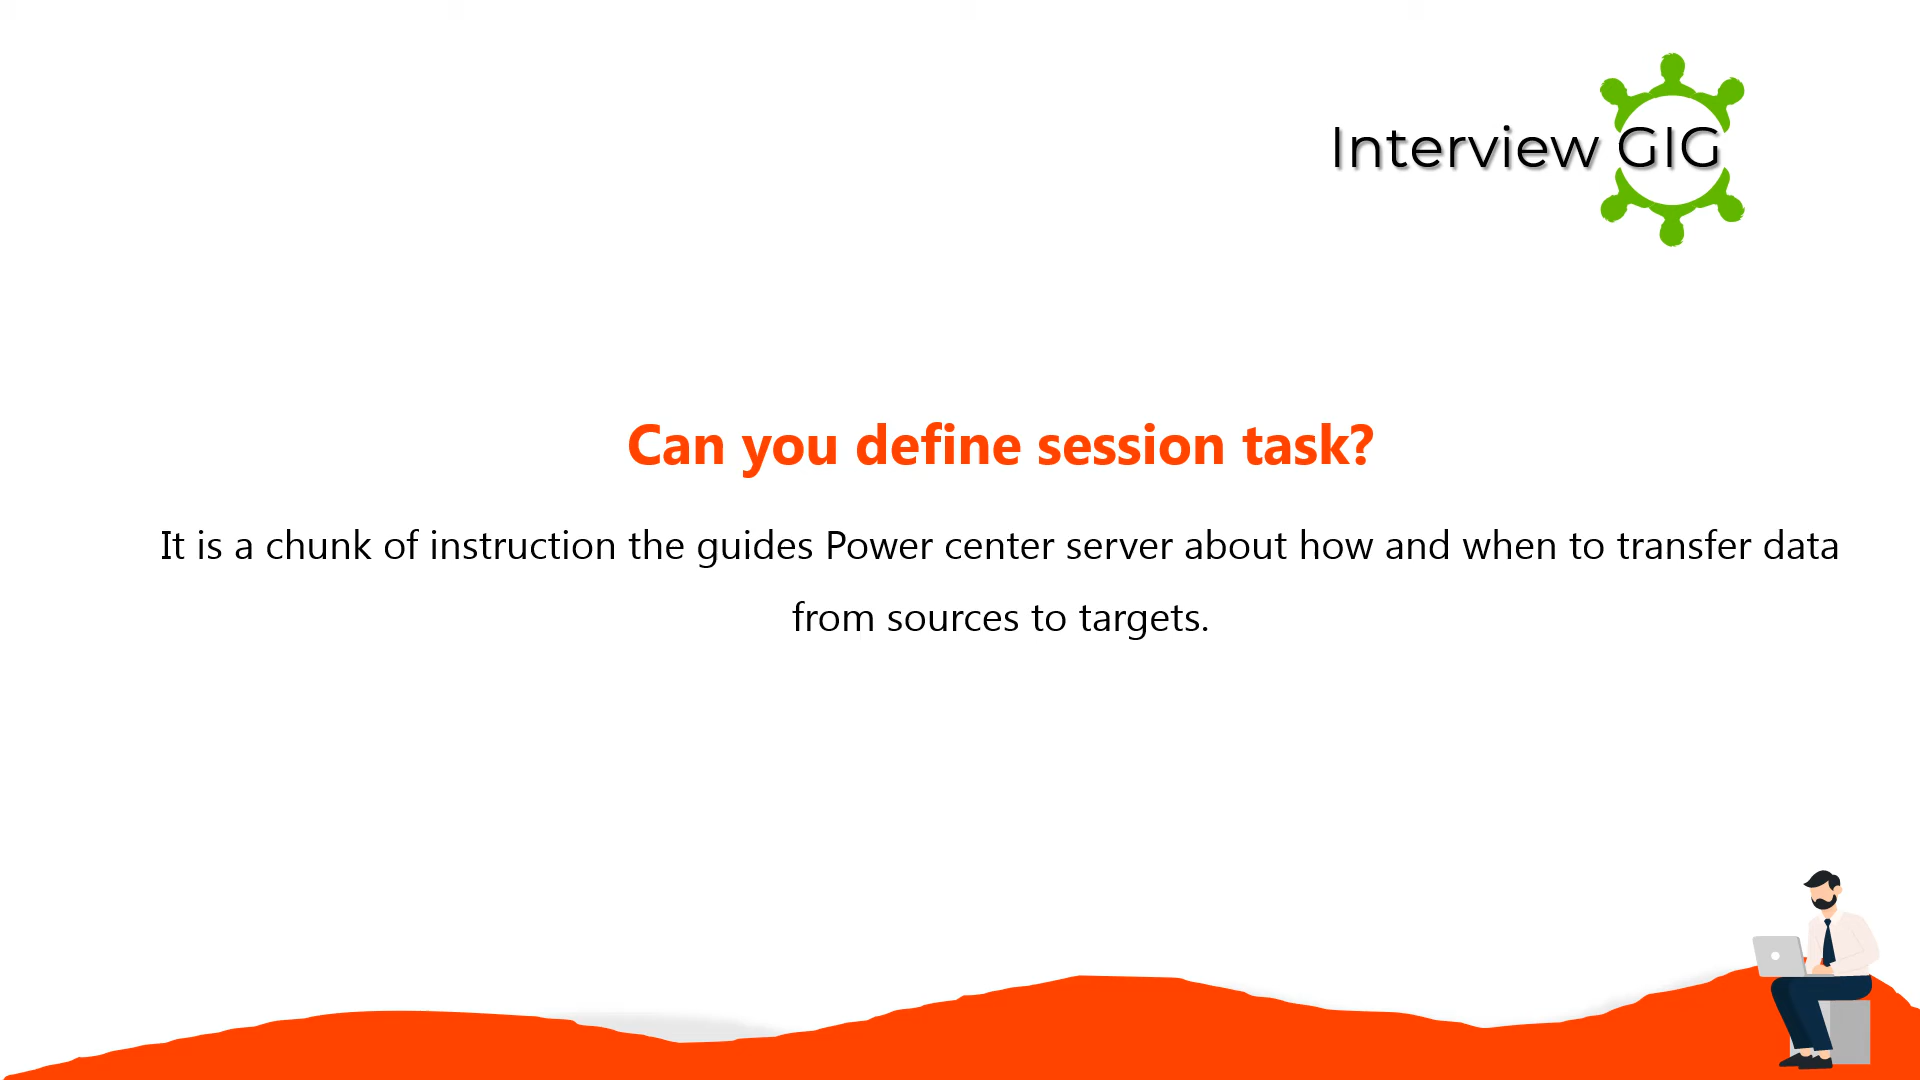 Interview GIG
Can you define session task?
It is a chunk of instruction the guides Power center server about how and when to transfer data
from sources to targets.